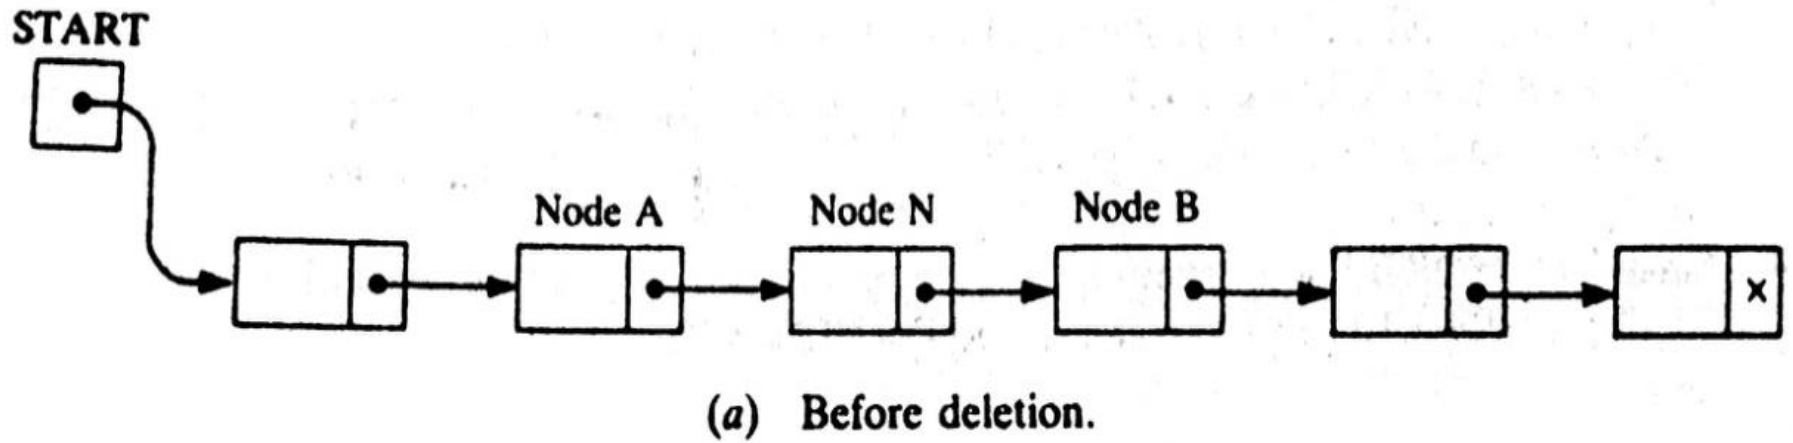 START
Node A Node N Node B
×
(a) Before deletion.